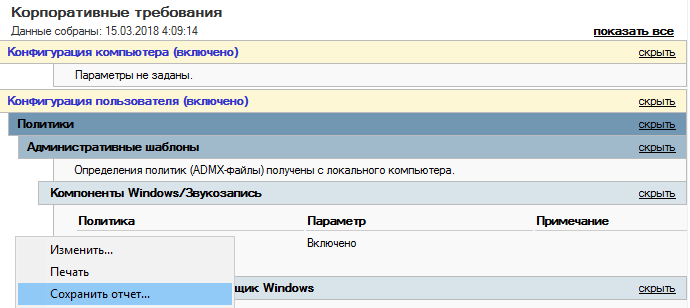 Корпоративные требования
Данные собраны: 15.03.2018 4:09:14 показать все
Конфигурация компьютера (включено) скрыть
Параметры не заданы.
Конфигурация пользователя (включено) скрыть
Политики скрыть
Административные шаблоны скрыть
Определения политик (ADMX-файлы) получены с локального компьютера.
Компоненты Windows/Звукозапись скрыть
Политика Параметр Примечание
Включено
Изменить...
Печать
Сохранить отчет...
щик Windows скрыть